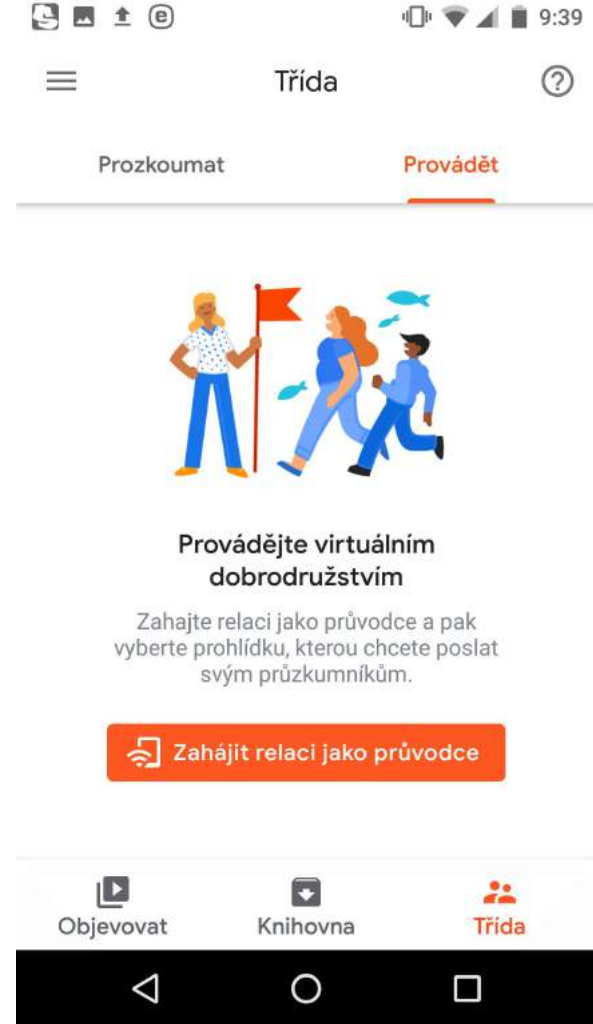 9:39
Třída
Prozkoumat
Provádět
Provádějte virtuálním
dobrodružstvím
Zahajte relaci jako průvodce a pak
vyberte prohlídku, kterou chcete poslat
svým průzkumníkům.
Zahájit relaci jako průvodce
Objevovat
Knihovna
Třída